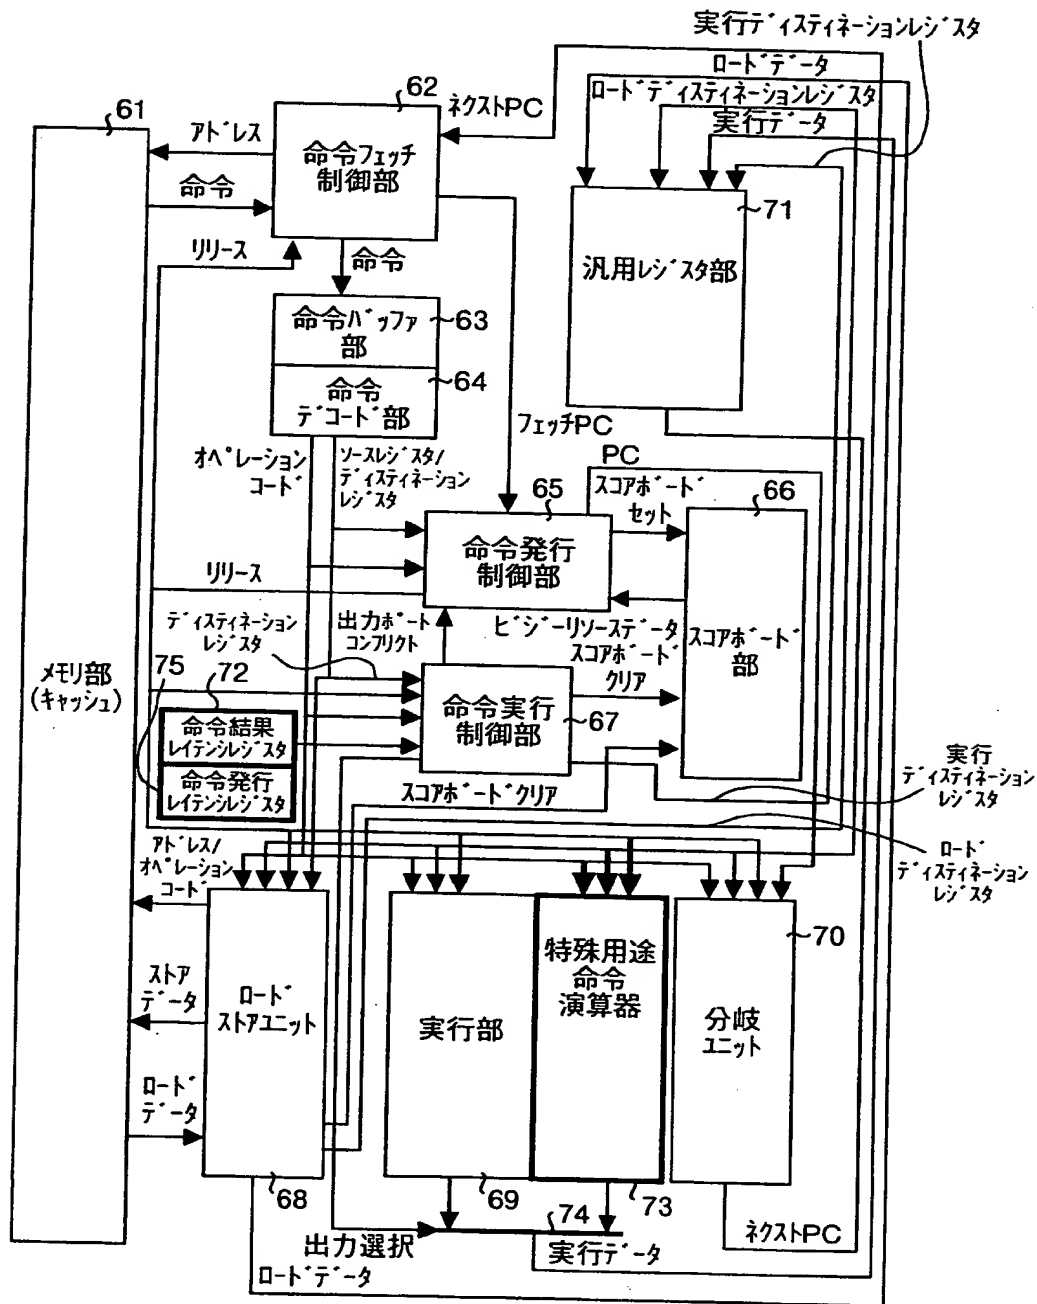 実行ディスティネーションレジスタ
ロードデータ
ロードディスティネーションレジスタ
実行データ
ネクストPC
61
62
アドレス
命令フェッチ
制御部
命令
リリース
命令
71
汎用レジスタ部
命令バッファ
部
63
命令
デコード部
64
フェッチPC
オペレーション
コード
ソースレジスタ/
ディスティネーション
レジスタ
PC
スコアボード
セット
65
66
命令発行
制御部
リリース
ディスティネーション
レジスタ
出力ポート
コンフリクト
ビジーリソースデータ
スコアボード
クリア
スコアボード
部
メモリ部
(キャッシュ)
75
72
命令結果
レイテンシレジスタ
命令発行
レイテンシレジスタ
命令実行
制御部
67
スコアボードクリア
実行
ディスティネーション
レジスタ
ロード
ディスティネーション
レジスタ
アドレス/
オペレーション
コード
ストア
データ
ロード
データ
ロード
ストアユニット
68
実行部
69
特殊用途
命令
演算器
73
分岐
ユニット
70
74
出力選択
実行データ
ネクストPC
ロードデータ